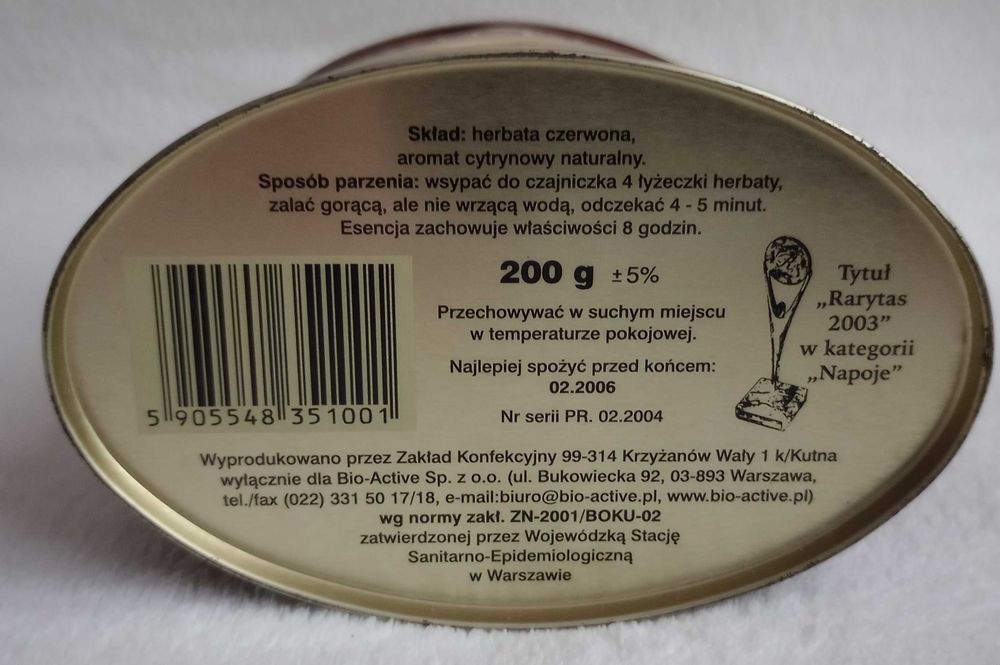 Skład: herbata czerwona,
aromat cytrynowy naturalny.
Sposób parzenia: wsypać do czajniczka 4 łyżeczki herbaty,
zalać gorącą, ale nie wrzącą wodą, odczekać 4 - 5 minut.
Esencja zachowuje właściwości 8 godzin.
200 g ±5%
Przechowywać w suchym miejscu
w temperaturze pokojowej.
Najlepiej spożyć przed końcem:
02.2006
Nr serii PR. 02.2004
5 905548 351001
Tytuł
„Rarytas
2003”
w kategorii
„Napoje”
Wyprodukowano przez Zakład Konfekcyjny 99-314 Krzyżanów Wały 1 k/Kutna
wyłącznie dla Bio-Active Sp. z o.o. (ul. Bukowiecka 92, 03-893 Warszawa,
tel./fax (022) 331 50 17/18, e-mail:biuro@bio-active.pl, www.bio-active.pl)
wg normy zakł. ZN-2001/BOKU-02
zatwierdzonej przez Wojewódzką Stację
Sanitarno-Epidemiologiczną
w Warszawie